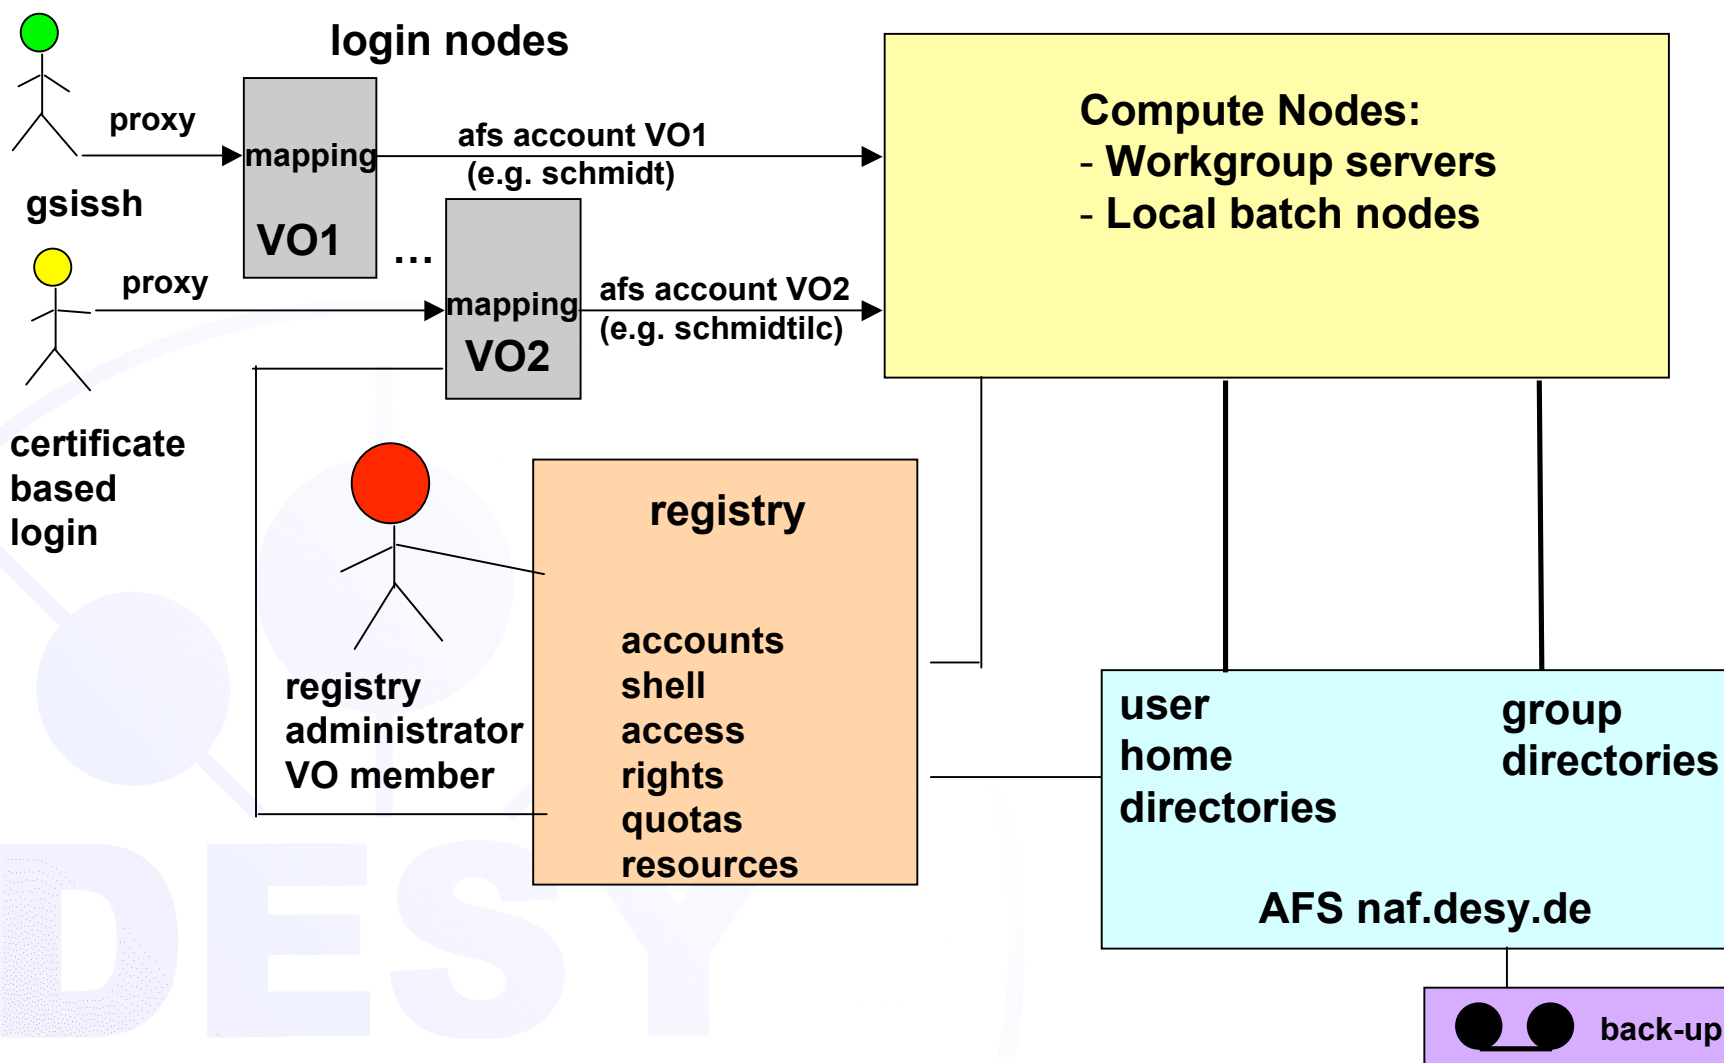 login nodes
proxy
mapping
VO1
afs account VO1
(e.g. schmidt)
gsissh
...
proxy
mapping
VO2
afs account VO2
(e.g. schmidtilc)
Compute Nodes:
- Workgroup servers
- Local batch nodes
certificate
based
login
registry
administrator
VO member
registry
accounts
shell
access
rights
quotas
resources
user
home
directories
group
directories
AFS naf.desy.de
back-up
DESY